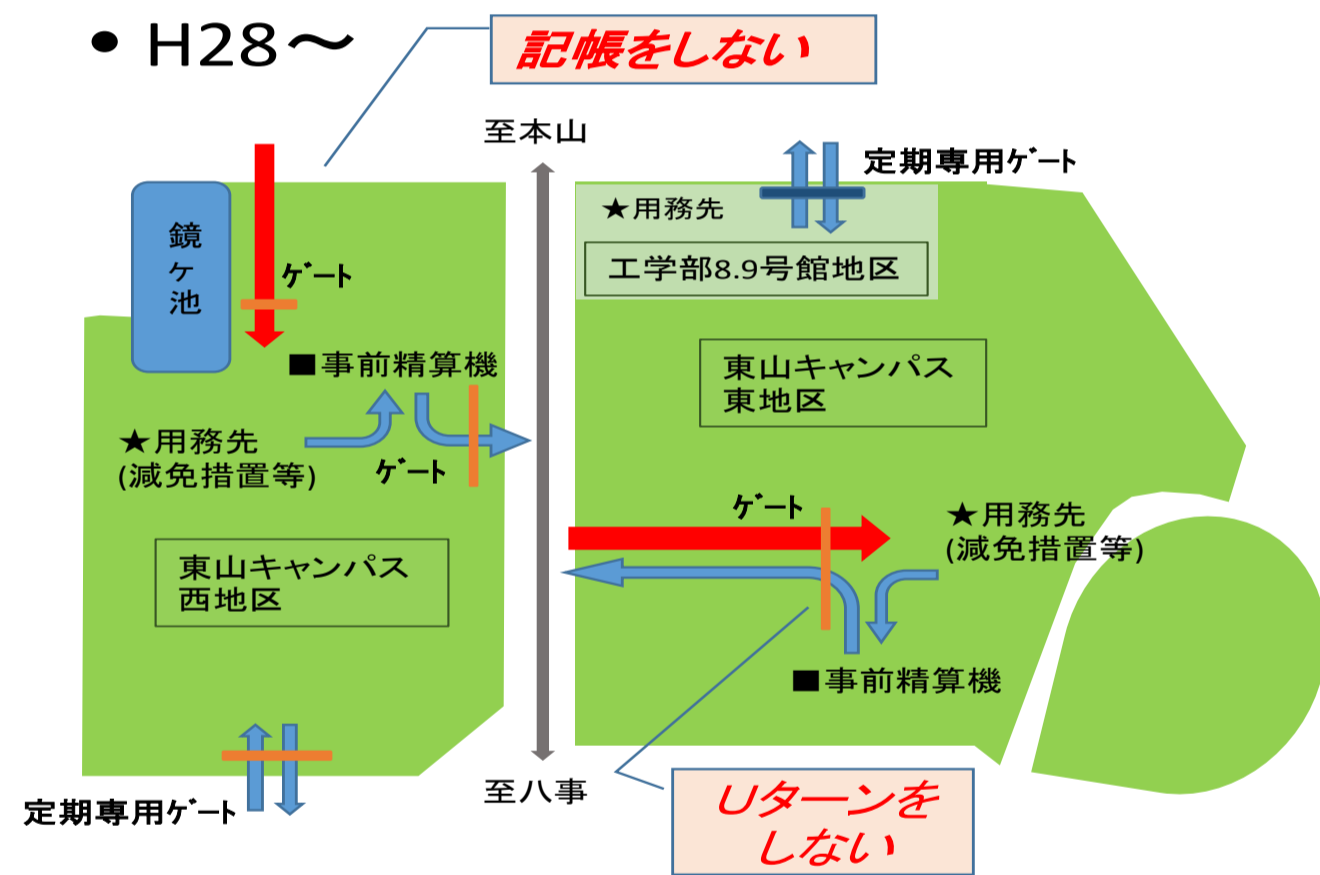 • H28～
記帳をしない
至本山
定期専用ｹﾞｰﾄ
★用務先
工学部8.9号館地区
鏡ヶ池
ｹﾞｰﾄ
■事前精算機
東山キャンパス
東地区
★用務先
(減免措置等)
ｹﾞｰﾄ
ｹﾞｰﾄ
★用務先
(減免措置等)
東山キャンパス
西地区
■事前精算機
至八事
定期専用ｹﾞｰﾄ
Uターンを
しない